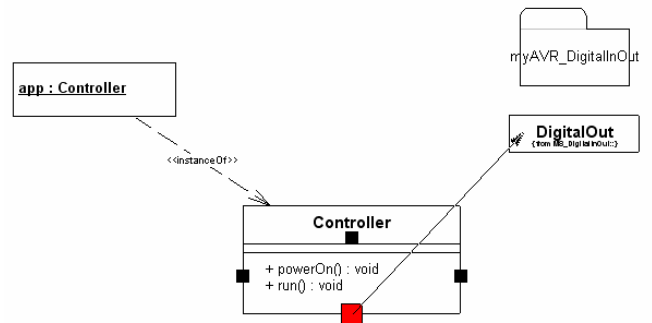 myAVR_DigitalInOut
app : Controller
DigitalOut
<<instanceOf>>
Controller
+ powerOn() : void
+ run() : void